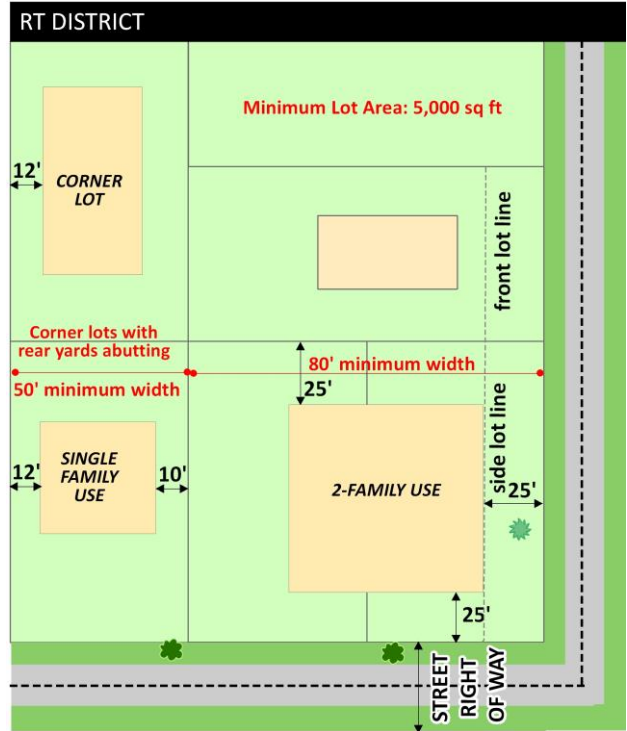 RT DISTRICT
Minimum Lot Area: 5,000 sq ft
12'
CORNER
LOT
front lot line
Corner lots with
rear yards abutting
50' minimum width
80' minimum width
25'
side lot line
12'
SINGLE
FAMILY
USE
10'
2-FAMILY USE
25'
25'
STREET
RIGHT
OF WAY